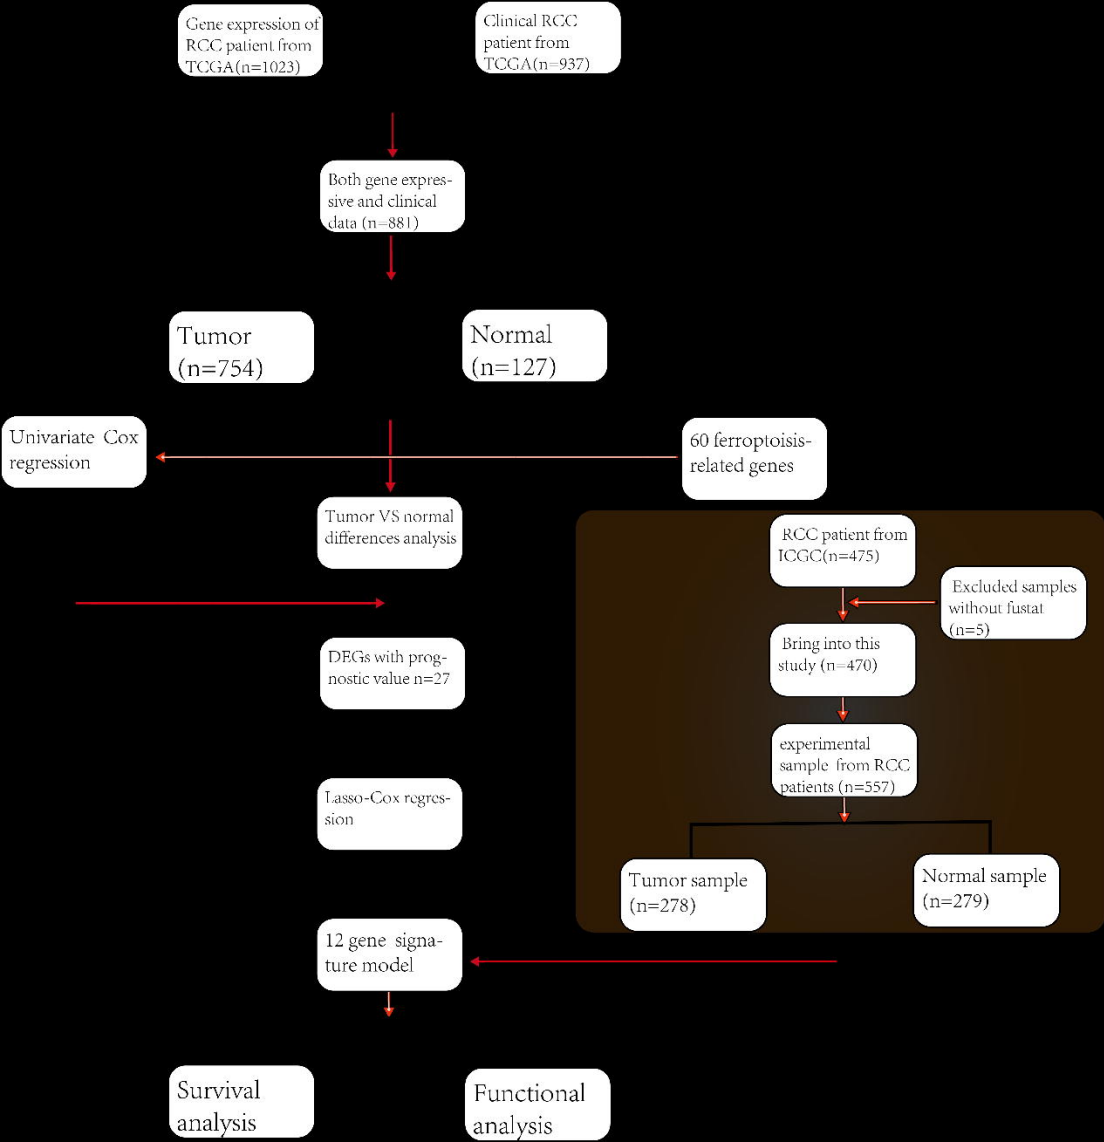 Gene expression of
RCC patient from
TCGA(n=1023)
Clinical RCC
patient from
TCGA(n=937)
Both gene expres-
sive and clinical
data (n=881)
Tumor
(n=754)
Normal
(n=127)
Univariate Cox
regression
60 ferroptoisis-
related genes
Tumor VS normal
differences analysis
DEGs with prog-
nostic value n=27
Lasso-Cox regres-
sion
12 gene signa-
ture model
Survival
analysis
Functional
analysis
RCC patient from
ICGC(n=475)
Excluded samples
without fustat
(n=5)
Bring into this
study (n=470)
experimental
sample from RCC
patients (n=557)
Tumor sample
(n=278)
Normal sample
(n=279)